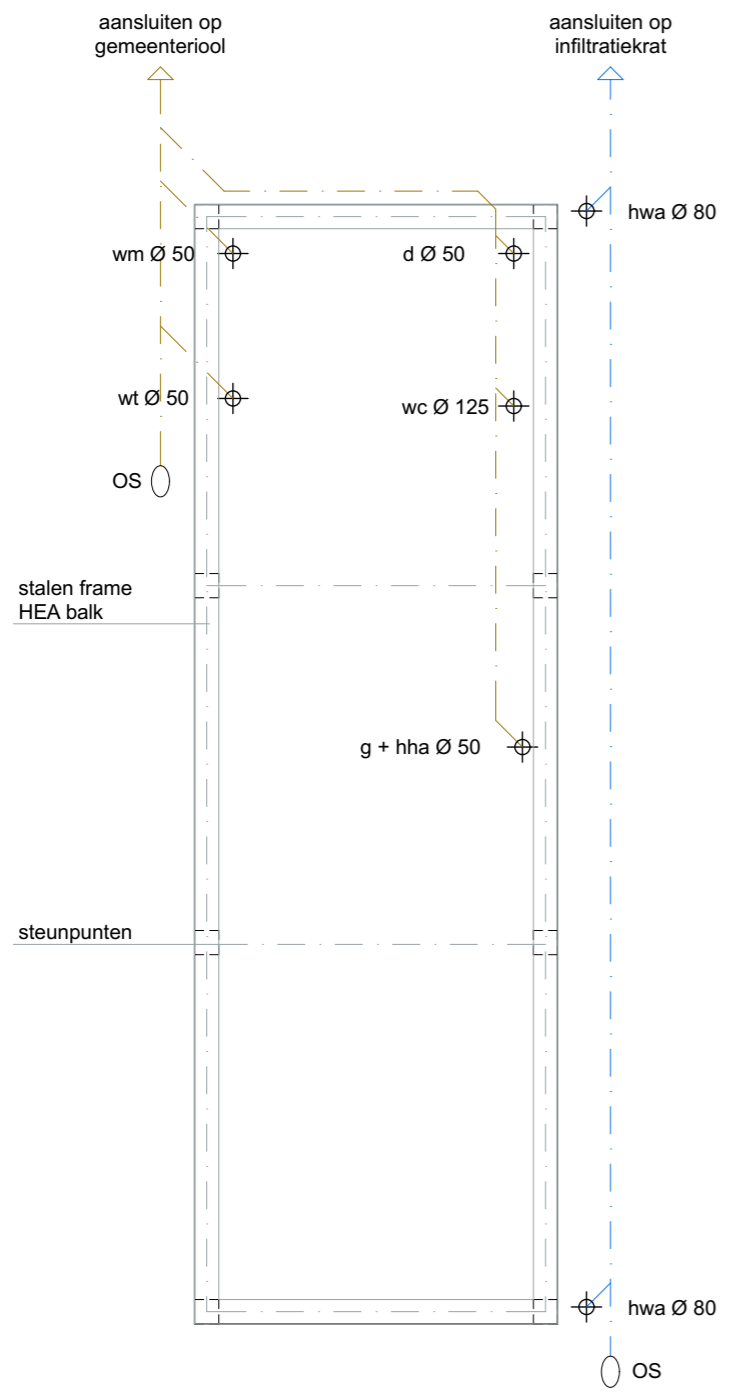 aansluiten op
gemeenteriool
aansluiten op
infiltratiekrat
hwa Ø 80
wm Ø 50
d Ø 50
wt Ø 50
wc Ø 125
OS
stalen frame
HEA balk
g + hha Ø 50
steunpunten
hwa Ø 80
OS